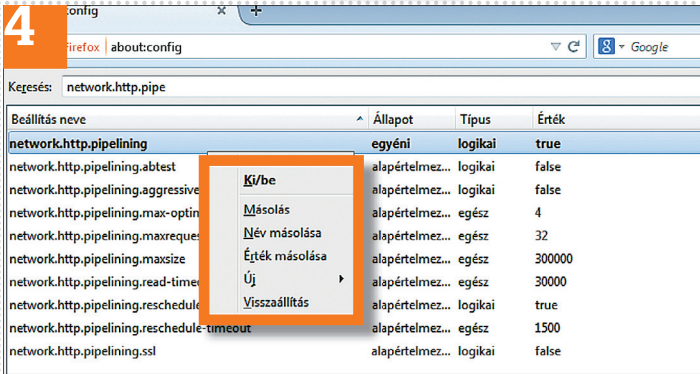 4
onfig
× +
firefox about:config Google
Keresés: network.http.pipe
Beállítás neve Állapot Típus Érték
network.http.pipelining egyéni logikai true
network.http.pipelining.abtest alapértelmez... logikai false
network.http.pipelining.aggressive alapértelmez... logikai false
network.http.pipelining.max-optim alapértelmez... egész 4
network.http.pipelining.maxreques alapértelmez... egész 32
network.http.pipelining.maxsize alapértelmez... egész 300000
network.http.pipelining.read-time alapértelmez... egész 30000
network.http.pipelining.reschedule alapértelmez... logikai true
network.http.pipelining.reschedule-timeout alapértelmez... egész 1500
network.http.pipelining.ssl alapértelmez... logikai false
Ki/be
Másolás
Név másolása
Érték másolása
Új
Visszaállítás